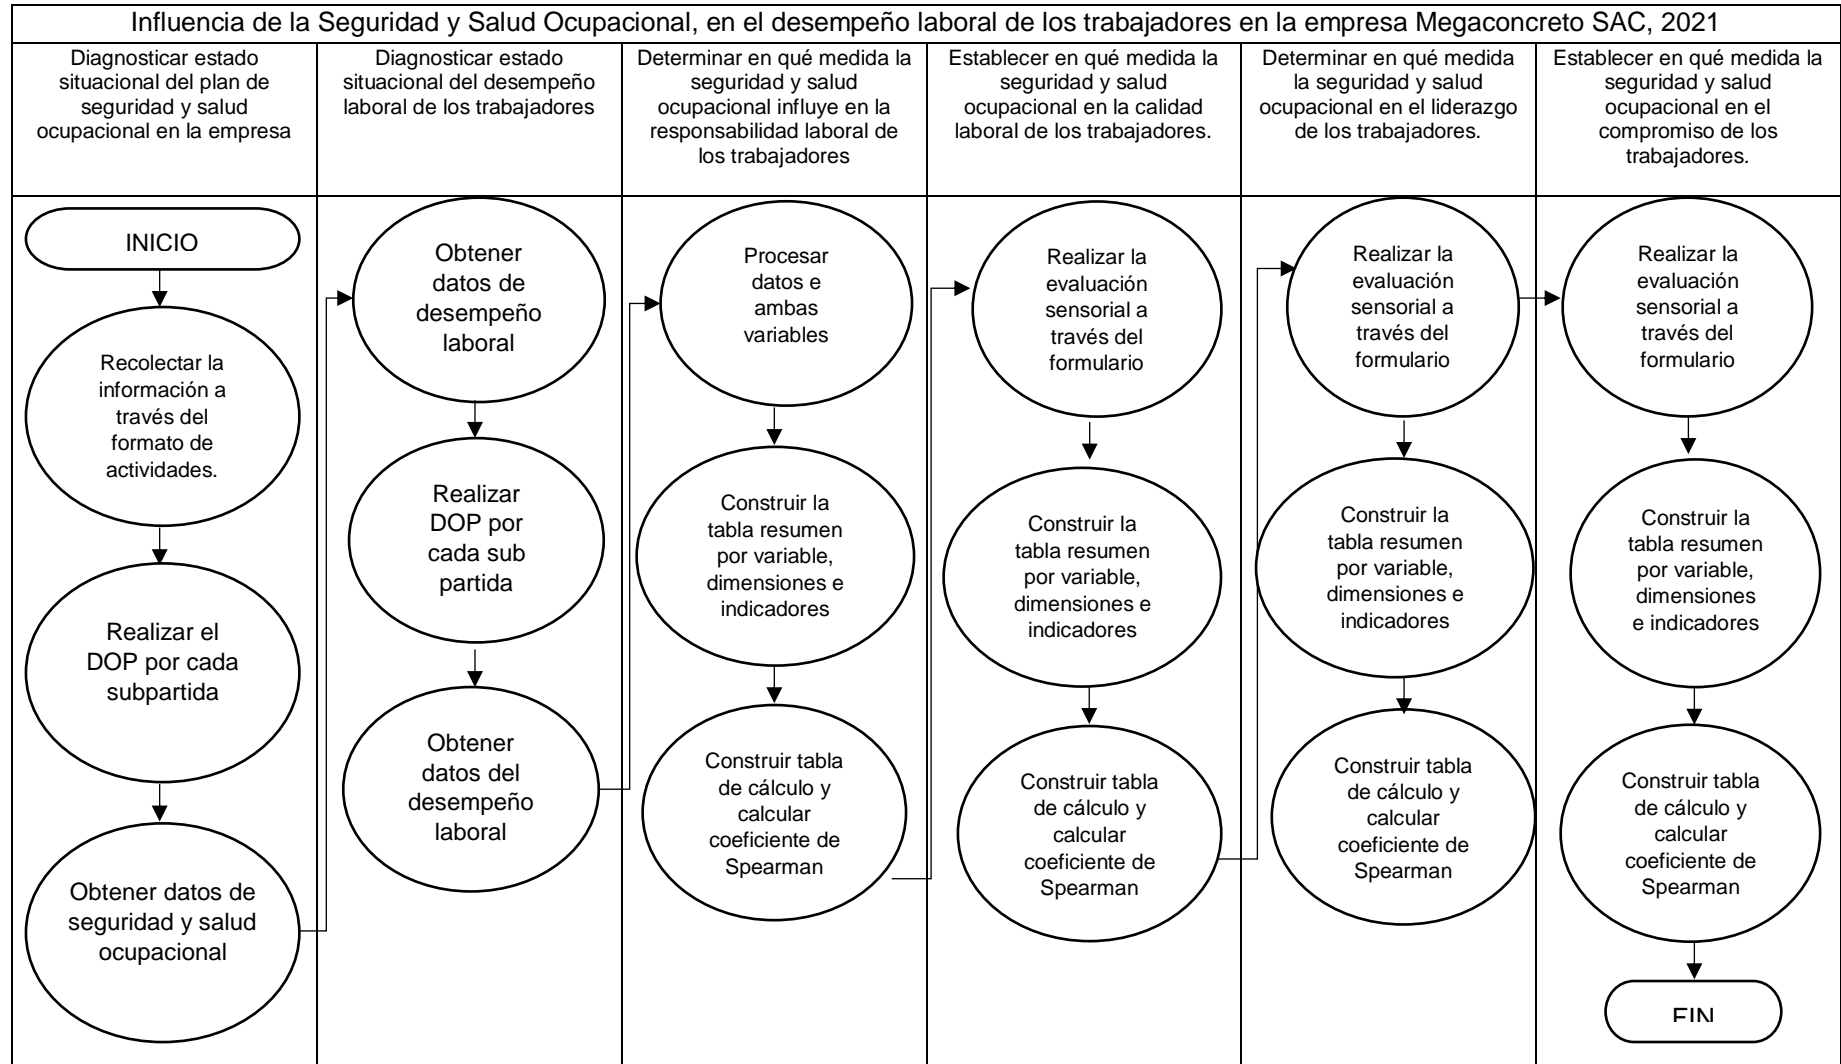 Influencia de la Seguridad y Salud Ocupacional, en el desempeño laboral de los trabajadores en la empresa Megaconcreto SAC, 2021
Diagnosticar estado
situacional del plan de
seguridad y salud
ocupacional en la empresa
Diagnosticar estado
situacional del desempeño
laboral de los trabajadores
Determinar en qué medida la
seguridad y salud
ocupacional influye en la
responsabilidad laboral de
los trabajadores
Establecer en qué medida la
seguridad y salud
ocupacional en la calidad
laboral de los trabajadores.
Determinar en qué medida
la seguridad y salud
ocupacional en el liderazgo
de los trabajadores.
Establecer en qué medida la
seguridad y salud
ocupacional en el
compromiso de los
trabajadores.
INICIO
Recolectar la
información a
través del
formato de
actividades.
Realizar el
DOP por cada
subpartida
Obtener datos de
seguridad y salud
ocupacional
Obtener
datos de
desempeño
laboral
Realizar
DOP por
cada sub
partida
Obtener
datos del
desempeño
laboral
Procesar
datos e
ambas
variables
Construir la
tabla resumen
por variable,
dimensiones e
indicadores
Construir tabla
de cálculo y
calcular
coeficiente de
Spearman
Realizar la
evaluación
sensorial a
través del
formulario
Construir la
tabla resumen
por variable,
dimensiones e
indicadores
Construir tabla
de cálculo y
calcular
coeficiente de
Spearman
Realizar la
evaluación
sensorial a
través del
formulario
Construir la
tabla resumen
por variable,
dimensiones e
indicadores
Construir tabla
de cálculo y
calcular
coeficiente de
Spearman
Realizar la
evaluación
sensorial a
través del
formulario
Construir la
tabla resumen
por variable,
dimensiones
e indicadores
Construir tabla
de cálculo y
calcular
coeficiente de
Spearman
FIN